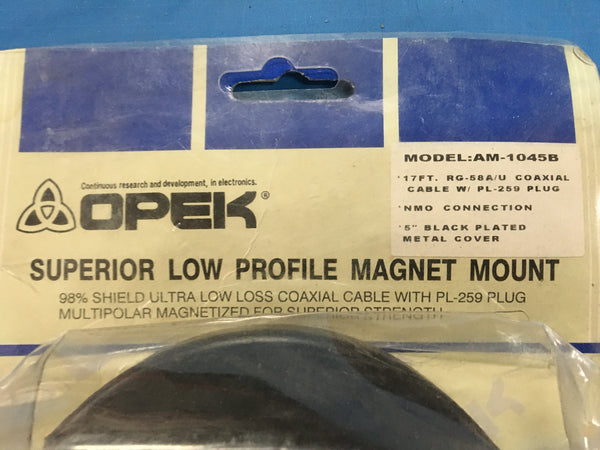 MODEL:AM-1045B
*17FT. RG-58A/U COAXIAL
CABLE W/ PL-259 PLUG
*NMO CONNECTION
*5" BLACK PLATED
METAL COVER
Continuous research and development, in electronics.
OPEK®
SUPERIOR LOW PROFILE MAGNET MOUNT
98% SHIELD ULTRA LOW LOSS COAXIAL CABLE WITH PL-259 PLUG
MULTIPOLAR MAGNETIZED FOR SUPERIOR STRENGTH